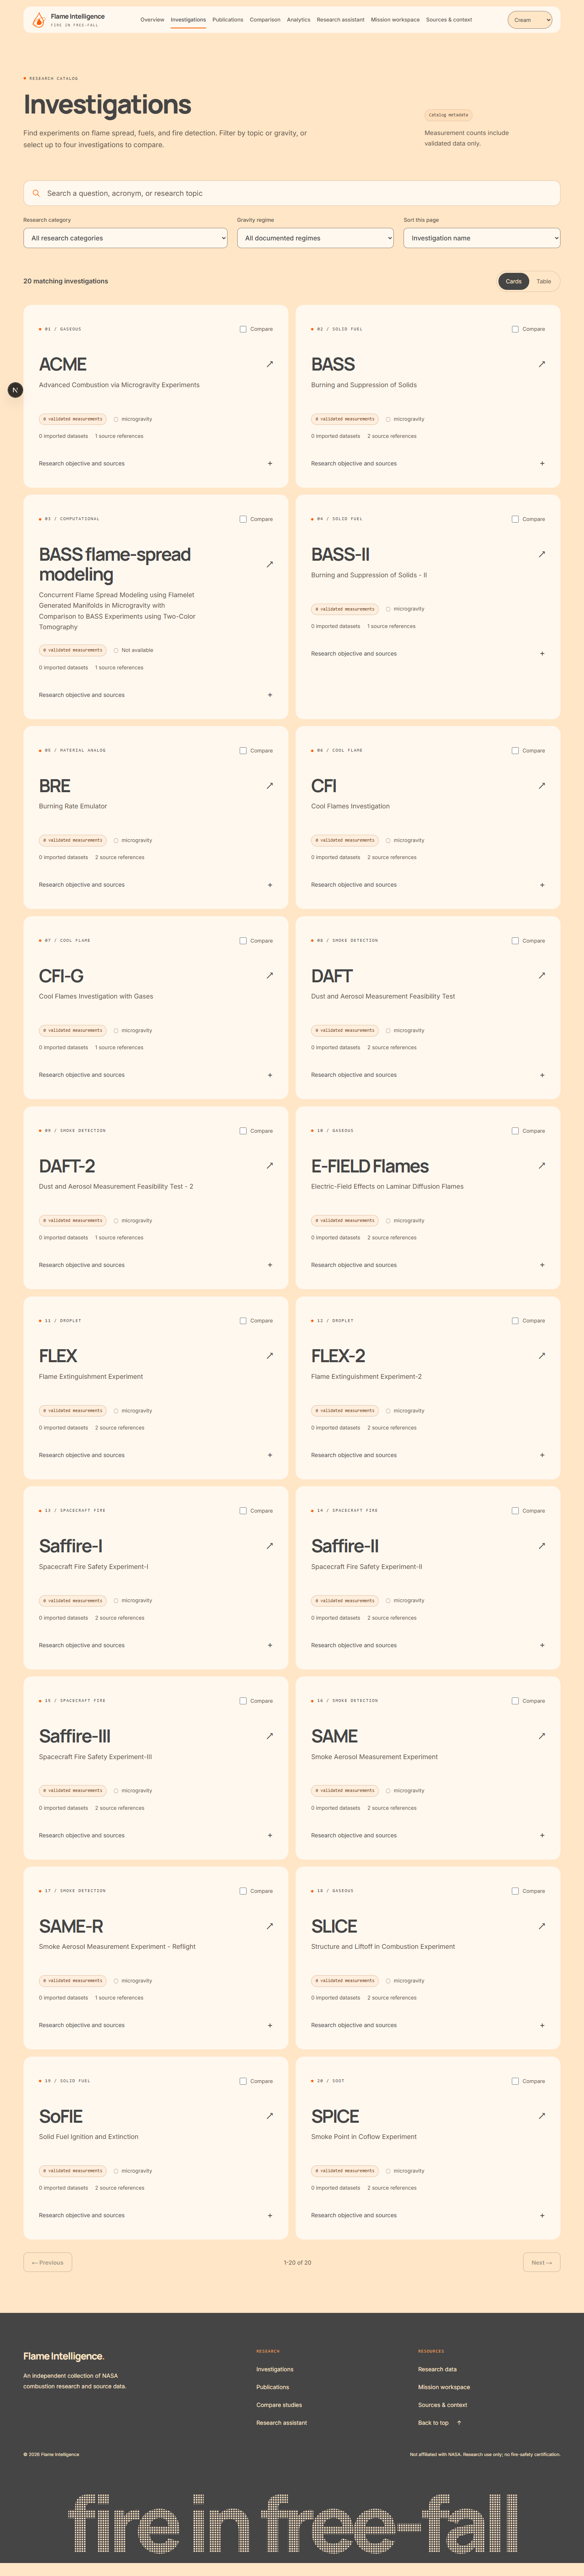 Flame Intelligence
FIRE IN FREE-FALL
Overview Investigations Publications Comparison Analytics Research assistant Mission workspace Sources & context
Cream
RESEARCH CATALOG
Investigations
Find experiments on flame spread, fuels, and fire detection. Filter by topic or gravity, or
select up to four investigations to compare.
Catalog metadata
Measurement counts include
validated data only.
Search a question, acronym, or research topic
Research category Gravity regime Sort this page
All research categories All documented regimes Investigation name
20 matching investigations
Cards Table
01 / GASEOUS
Compare
ACME ↗
Advanced Combustion via Microgravity Experiments
0 validated measurements microgravity
0 imported datasets 1 source references
Research objective and sources +
02 / SOLID FUEL
Compare
BASS ↗
Burning and Suppression of Solids
0 validated measurements microgravity
0 imported datasets 2 source references
Research objective and sources +
N
03 / COMPUTATIONAL
Compare
BASS flame-spread
modeling ↗
Concurrent Flame Spread Modeling using Flamelet
Generated Manifolds in Microgravity with
Comparison to BASS Experiments using Two-Color
Tomography
0 validated measurements Not available
0 imported datasets 1 source references
Research objective and sources +
04 / SOLID FUEL
Compare
BASS-II ↗
Burning and Suppression of Solids - II
0 validated measurements microgravity
0 imported datasets 1 source references
Research objective and sources +
05 / MATERIAL ANALOG
Compare
BRE ↗
Burning Rate Emulator
0 validated measurements microgravity
0 imported datasets 2 source references
Research objective and sources +
06 / COOL FLAME
Compare
CFI ↗
Cool Flames Investigation
0 validated measurements microgravity
0 imported datasets 2 source references
Research objective and sources +
07 / COOL FLAME
Compare
CFI-G ↗
Cool Flames Investigation with Gases
0 validated measurements microgravity
0 imported datasets 1 source references
Research objective and sources +
08 / SMOKE DETECTION
Compare
DAFT ↗
Dust and Aerosol Measurement Feasibility Test
0 validated measurements microgravity
0 imported datasets 2 source references
Research objective and sources +
09 / SMOKE DETECTION
Compare
DAFT-2 ↗
Dust and Aerosol Measurement Feasibility Test - 2
0 validated measurements microgravity
0 imported datasets 1 source references
Research objective and sources +
10 / GASEOUS
Compare
E-FIELD Flames ↗
Electric-Field Effects on Laminar Diffusion Flames
0 validated measurements microgravity
0 imported datasets 2 source references
Research objective and sources +
11 / DROPLET
Compare
FLEX ↗
Flame Extinguishment Experiment
0 validated measurements microgravity
0 imported datasets 2 source references
Research objective and sources +
12 / DROPLET
Compare
FLEX-2 ↗
Flame Extinguishment Experiment-2
0 validated measurements microgravity
0 imported datasets 2 source references
Research objective and sources +
13 / SPACECRAFT FIRE
Compare
Saffire-I ↗
Spacecraft Fire Safety Experiment-I
0 validated measurements microgravity
0 imported datasets 2 source references
Research objective and sources +
14 / SPACECRAFT FIRE
Compare
Saffire-II ↗
Spacecraft Fire Safety Experiment-II
0 validated measurements microgravity
0 imported datasets 2 source references
Research objective and sources +
15 / SPACECRAFT FIRE
Compare
Saffire-III ↗
Spacecraft Fire Safety Experiment-III
0 validated measurements microgravity
0 imported datasets 2 source references
Research objective and sources +
16 / SMOKE DETECTION
Compare
SAME ↗
Smoke Aerosol Measurement Experiment
0 validated measurements microgravity
0 imported datasets 2 source references
Research objective and sources +
17 / SMOKE DETECTION
Compare
SAME-R ↗
Smoke Aerosol Measurement Experiment - Reflight
0 validated measurements microgravity
0 imported datasets 1 source references
Research objective and sources +
18 / GASEOUS
Compare
SLICE ↗
Structure and Liftoff in Combustion Experiment
0 validated measurements microgravity
0 imported datasets 2 source references
Research objective and sources +
19 / SOLID FUEL
Compare
SoFIE ↗
Solid Fuel Ignition and Extinction
0 validated measurements microgravity
0 imported datasets 2 source references
Research objective and sources +
20 / SOOT
Compare
SPICE ↗
Smoke Point in Coflow Experiment
0 validated measurements microgravity
0 imported datasets 2 source references
Research objective and sources +
← Previous 1-20 of 20 Next →
Flame Intelligence.
An independent collection of NASA
combustion research and source data.
RESEARCH
Investigations
Publications
Compare studies
Research assistant
RESOURCES
Research data
Mission workspace
Sources & context
Back to top ↑
© 2026 Flame Intelligence
Not affiliated with NASA. Research use only; no fire-safety certification.
fire in free-fall